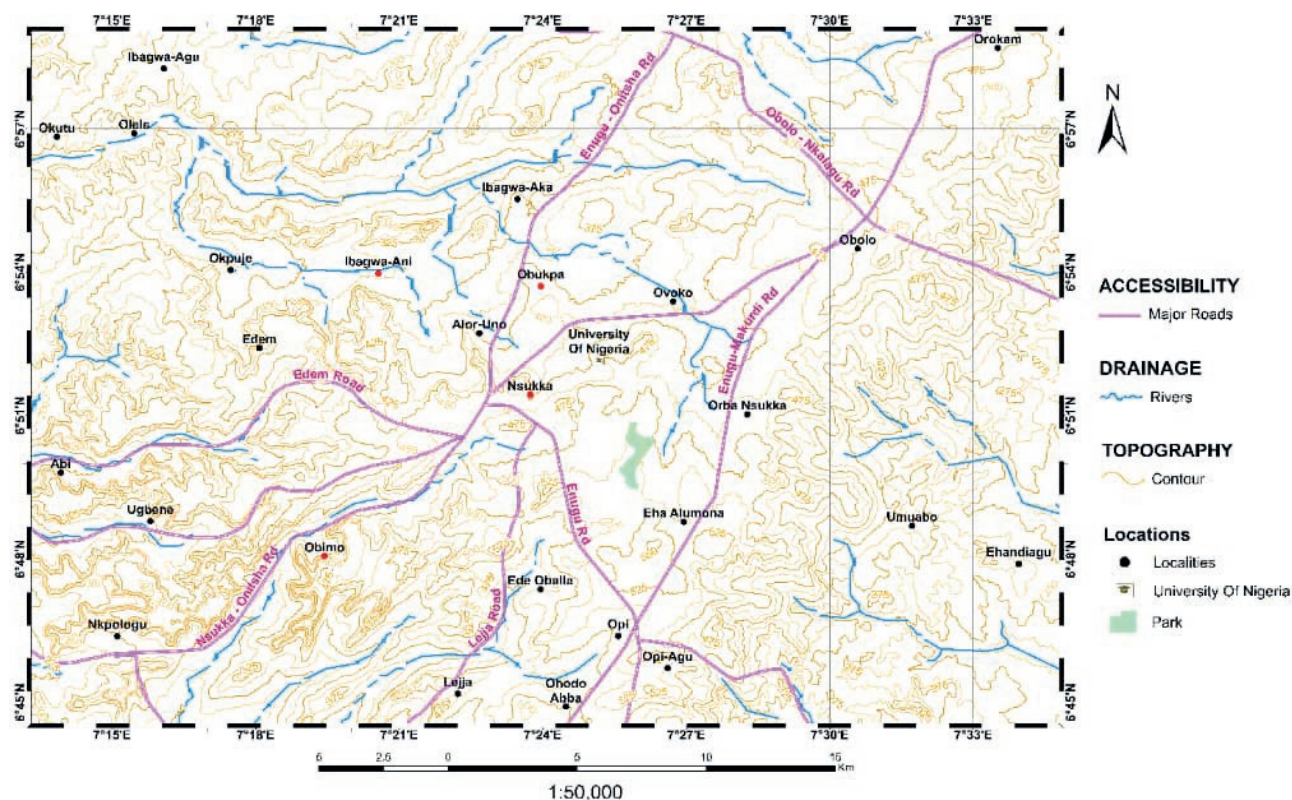 7°15'E 7°18'E 7°21'E 7°24'E 7°27'E 7°30'E 7°33'E
Orokam
Ibagwa-Agu
N
Okutu
Olele
6°57'N
6°57'N
Enugu - Onitsha Rd
Obolo - Nkalagu Rd
Ibagwa-Aka
Obolo
Okpuje
Ibagwa-Ani
6°54'N
6°54'N
Obukpa
Ovoko
ACCESSIBILITY
Major Roads
Alor-Uno
University
Of Nigeria
Edem
Enugu-Makurdi Rd
DRAINAGE
Rivers
Edem Road
Nsukka
6°51'N
Orba Nsukka
6°51'N
TOPOGRAPHY
Contour
Abi
Ugbene
Enugu Rd
Eha Alumona
Umuabo
Locations
Localities
6°48'N
Obimo
Ehandiagu
6°48'N
Ede Oballa
University Of Nigeria
Nkpologu
Nsukka - Onitsha Rd
Lejja Road
Opi
Park
Opi-Agu
Lejja
Ohodo
Abba
6°45'N
6°45'N
7°15'E 7°18'E 7°21'E 7°24'E 7°27'E 7°30'E 7°33'E
5 2.5 0 5 10 15
Km
1:50,000